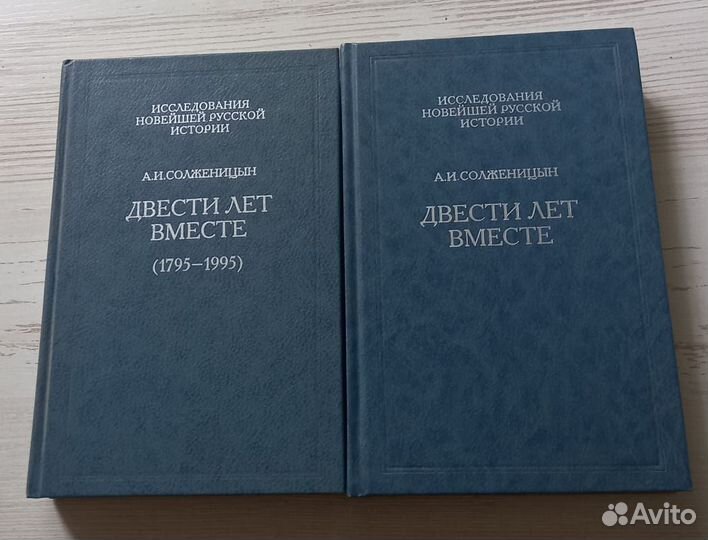 ИССЛЕДОВАНИЯ
НОВЕЙШЕЙ РУССКОЙ
ИСТОРИИ
А.И.СОЛЖЕНИЦЫН
ДВЕСТИ ЛЕТ
ВМЕСТЕ
(1795—1995)
ИССЛЕДОВАНИЯ
НОВЕЙШЕЙ РУССКОЙ
ИСТОРИИ
А.И.СОЛЖЕНИЦЫН
ДВЕСТИ ЛЕТ
ВМЕСТЕ
Avito